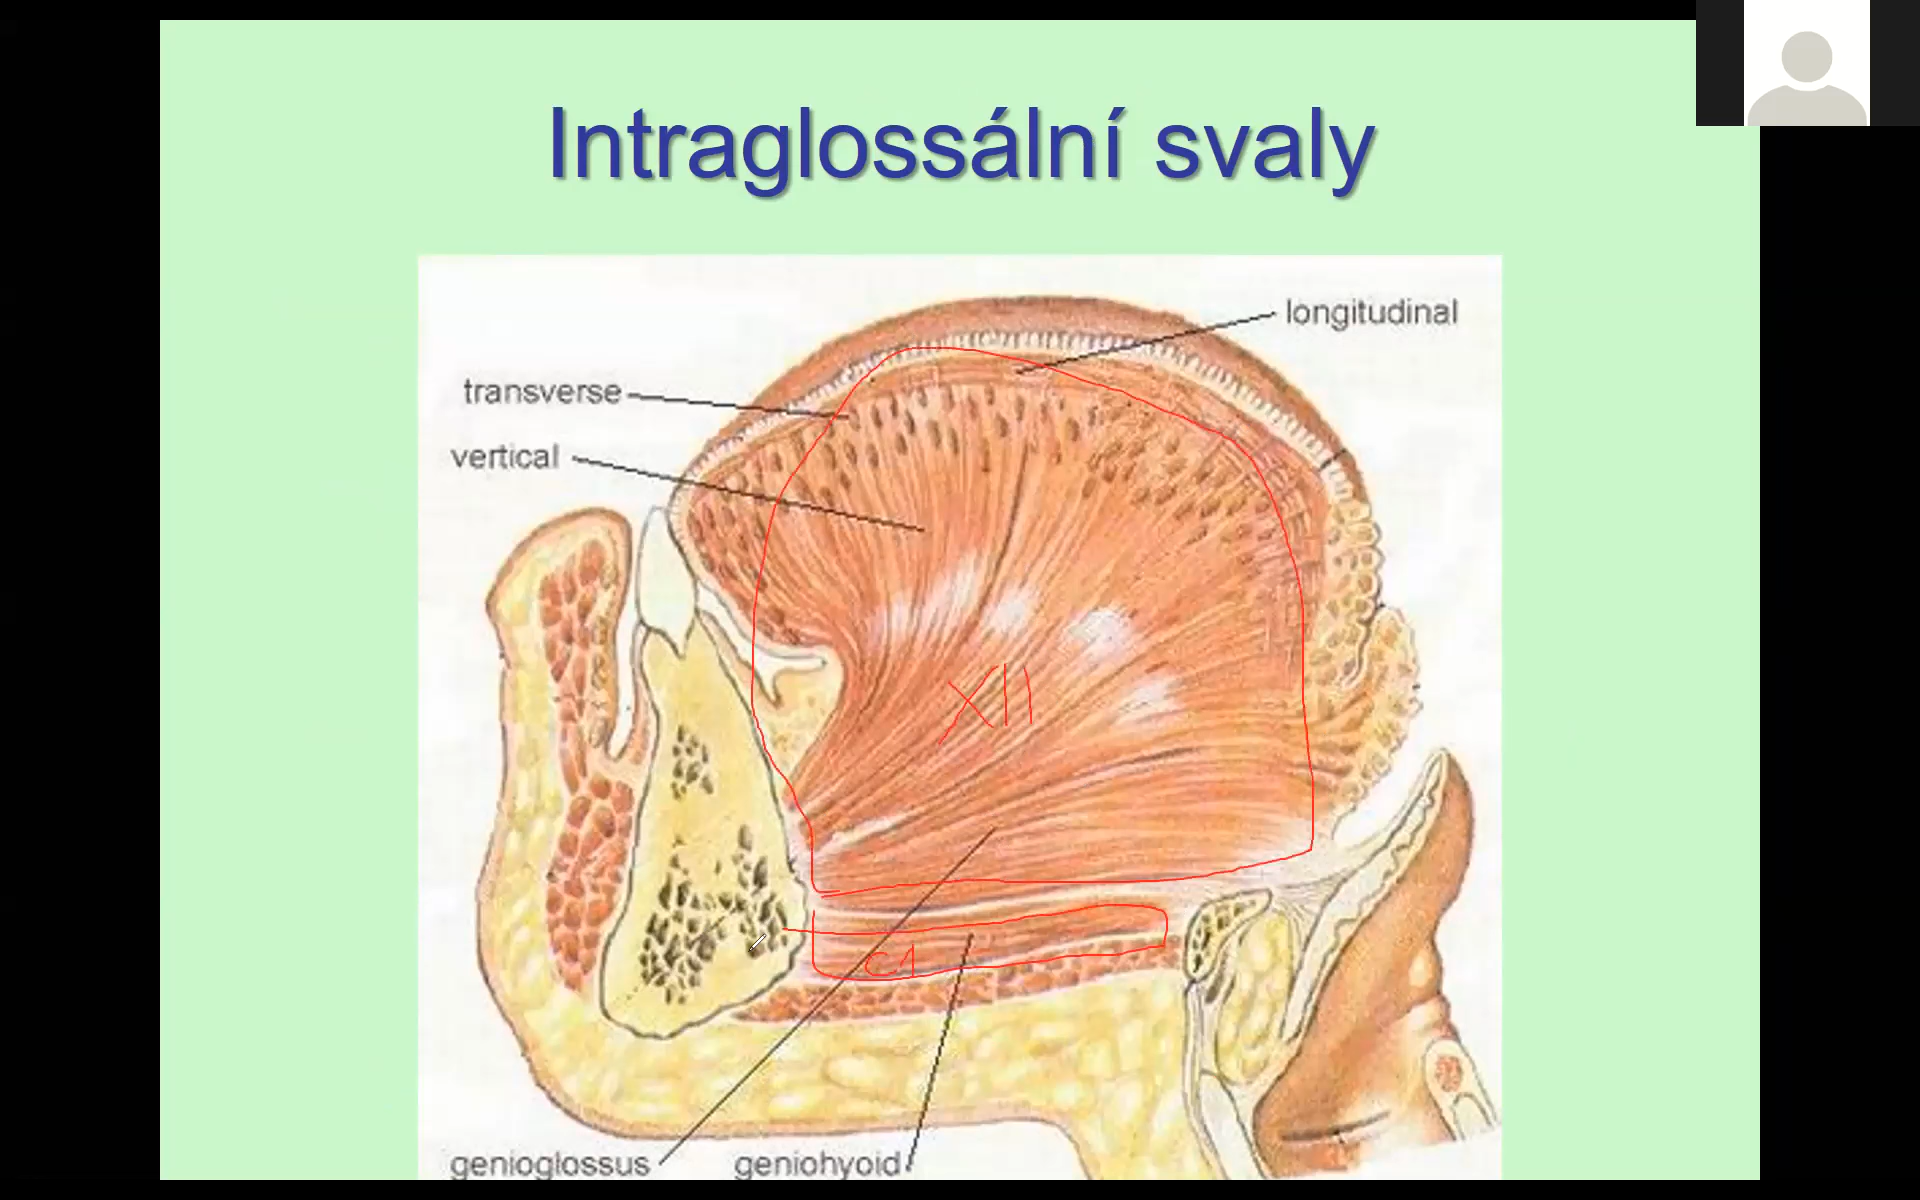 Intraglossální svaly
longitudinal
transverse
vertical
XII
C1
genioglossus
geniohyoid